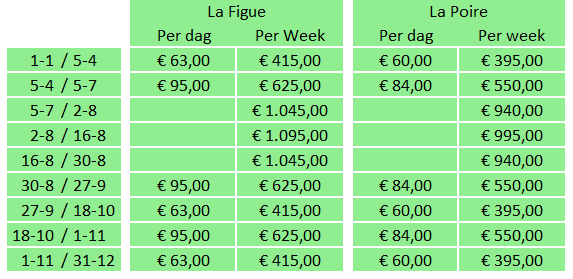 La Figue La Poire
Per dag Per Week Per dag Per week
1-1 / 5-4 € 63,00 € 415,00 € 60,00 € 395,00
5-4 / 5-7 € 95,00 € 625,00 € 84,00 € 550,00
5-7 / 2-8 € 1.045,00 € 940,00
2-8 / 16-8 € 1.095,00 € 995,00
16-8 / 30-8 € 1.045,00 € 940,00
30-8 / 27-9 € 95,00 € 625,00 € 84,00 € 550,00
27-9 / 18-10 € 63,00 € 415,00 € 60,00 € 395,00
18-10 / 1-11 € 95,00 € 625,00 € 84,00 € 550,00
1-11 / 31-12 € 63,00 € 415,00 € 60,00 € 395,00